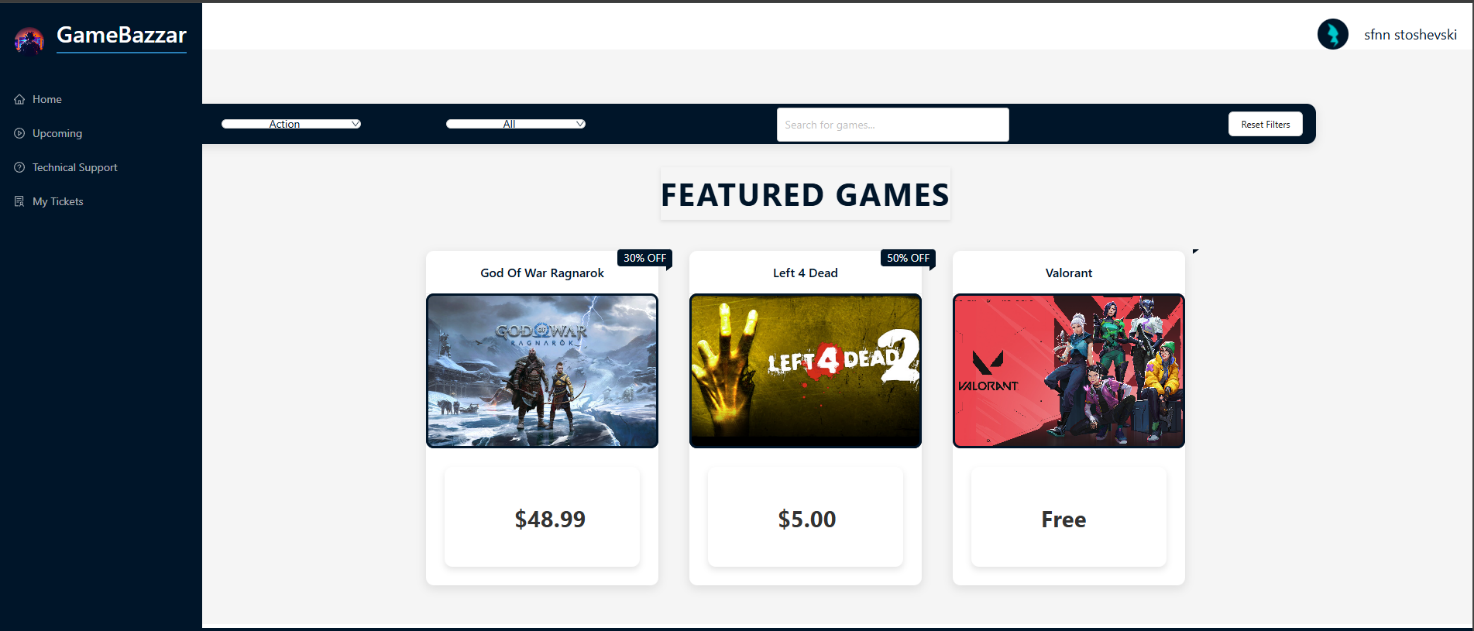 GameBazzar
sfnn stoshevski
Home
Upcoming
Technical Support
My Tickets
Action
All
Search for games...
Reset Filters
FEATURED GAMES
30% OFF
God Of War Ragnarok
GOD OF WAR
RAGNARÖK
$48.99
50% OFF
Left 4 Dead
LEFT 4 DEAD 2
$5.00
Valorant
VALORANT
Free